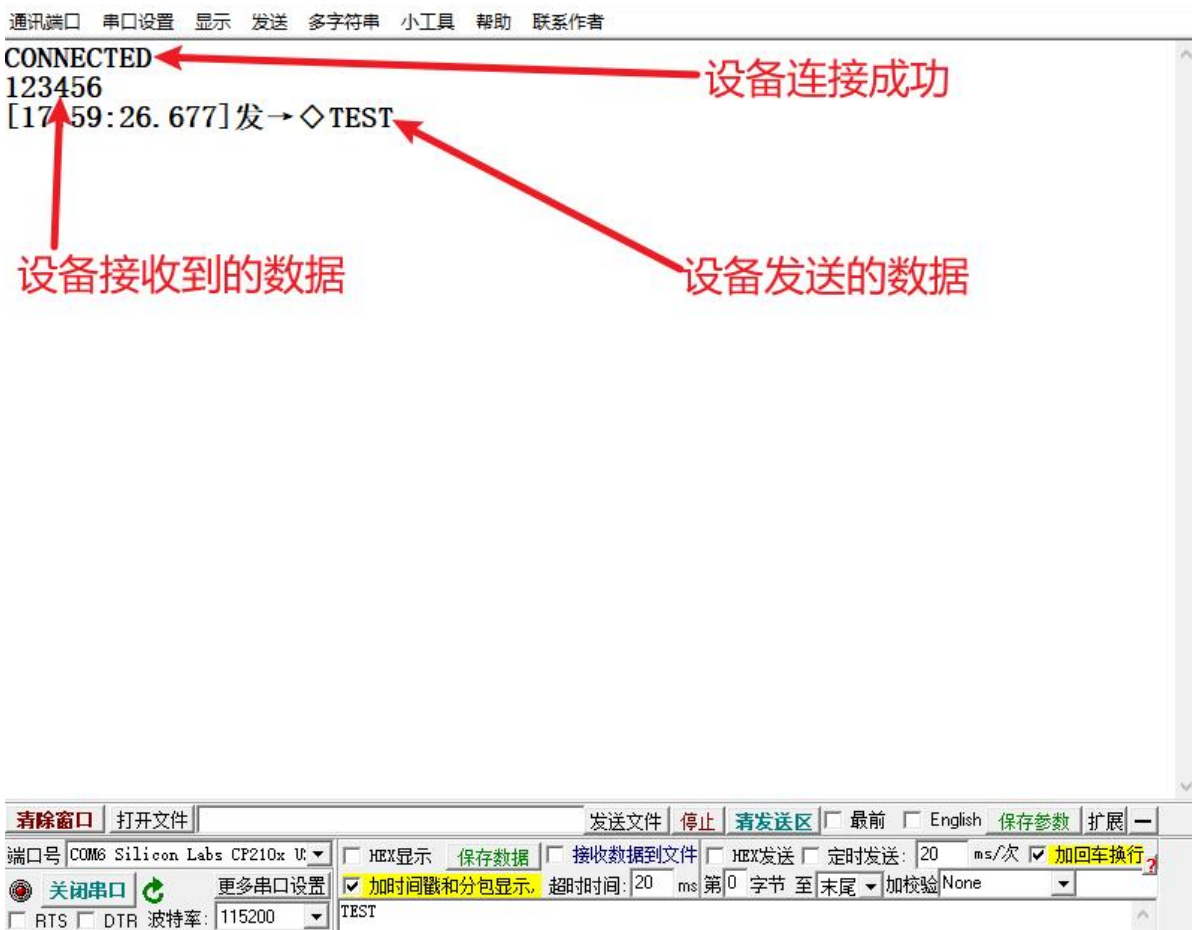 通讯端口 串口设置 显示 发送 多字符串 小工具 帮助 联系作者
CONNECTED
设备连接成功
123456
[17:59:26.677]发→◇TEST
设备接收到的数据
设备发送的数据
清除窗口 打开文件 发送文件 停止 清发送区 最前 English 保存参数 扩展 —
端口号 COM6 Silicon Labs CP210x HEX显示 保存数据 接收数据到文件 HEX发送 定时发送: 20 ms/次 加回车换行 ?
关闭串口 更多串口设置 加时间戳和分包显示, 超时时间: 20 ms 第 0 字节 至 末尾 加校验 None
RTS DTR 波特率: 115200 TEST